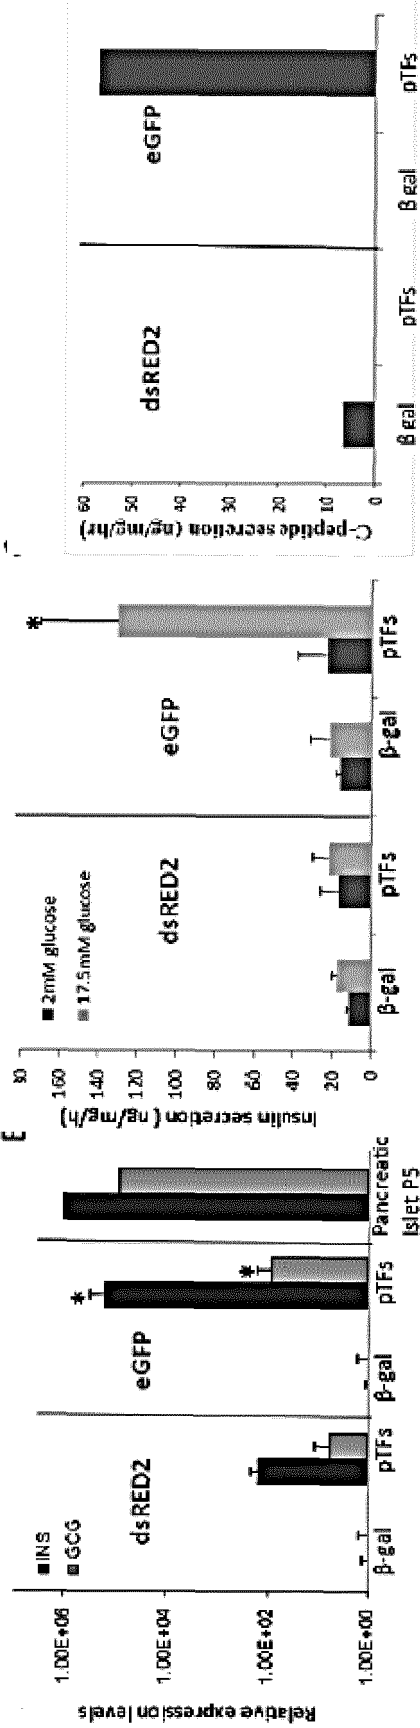 Relative expression levels
1.00E+06
1.00E+04
1.00E+02
1.00E+00
■INS
■GCG
dsRED2
eGFP
β-gal
pTFs
β-gal
pTFs
Pancreatic
Islet P5
*
*
E
Insulin secretion ( ng/mg/h)
160
140
120
100
80
60
40
20
0
■ 2mM glucose
■ 17.5mM glucose
dsRED2
eGFP
β-gal
pTFs
β-gal
pTFs
*
C-peptide secretion (ng/mg/hr)
60
50
40
30
20
10
0
dsRED2
eGFP
β gal
pTFs
β gal
pTFs